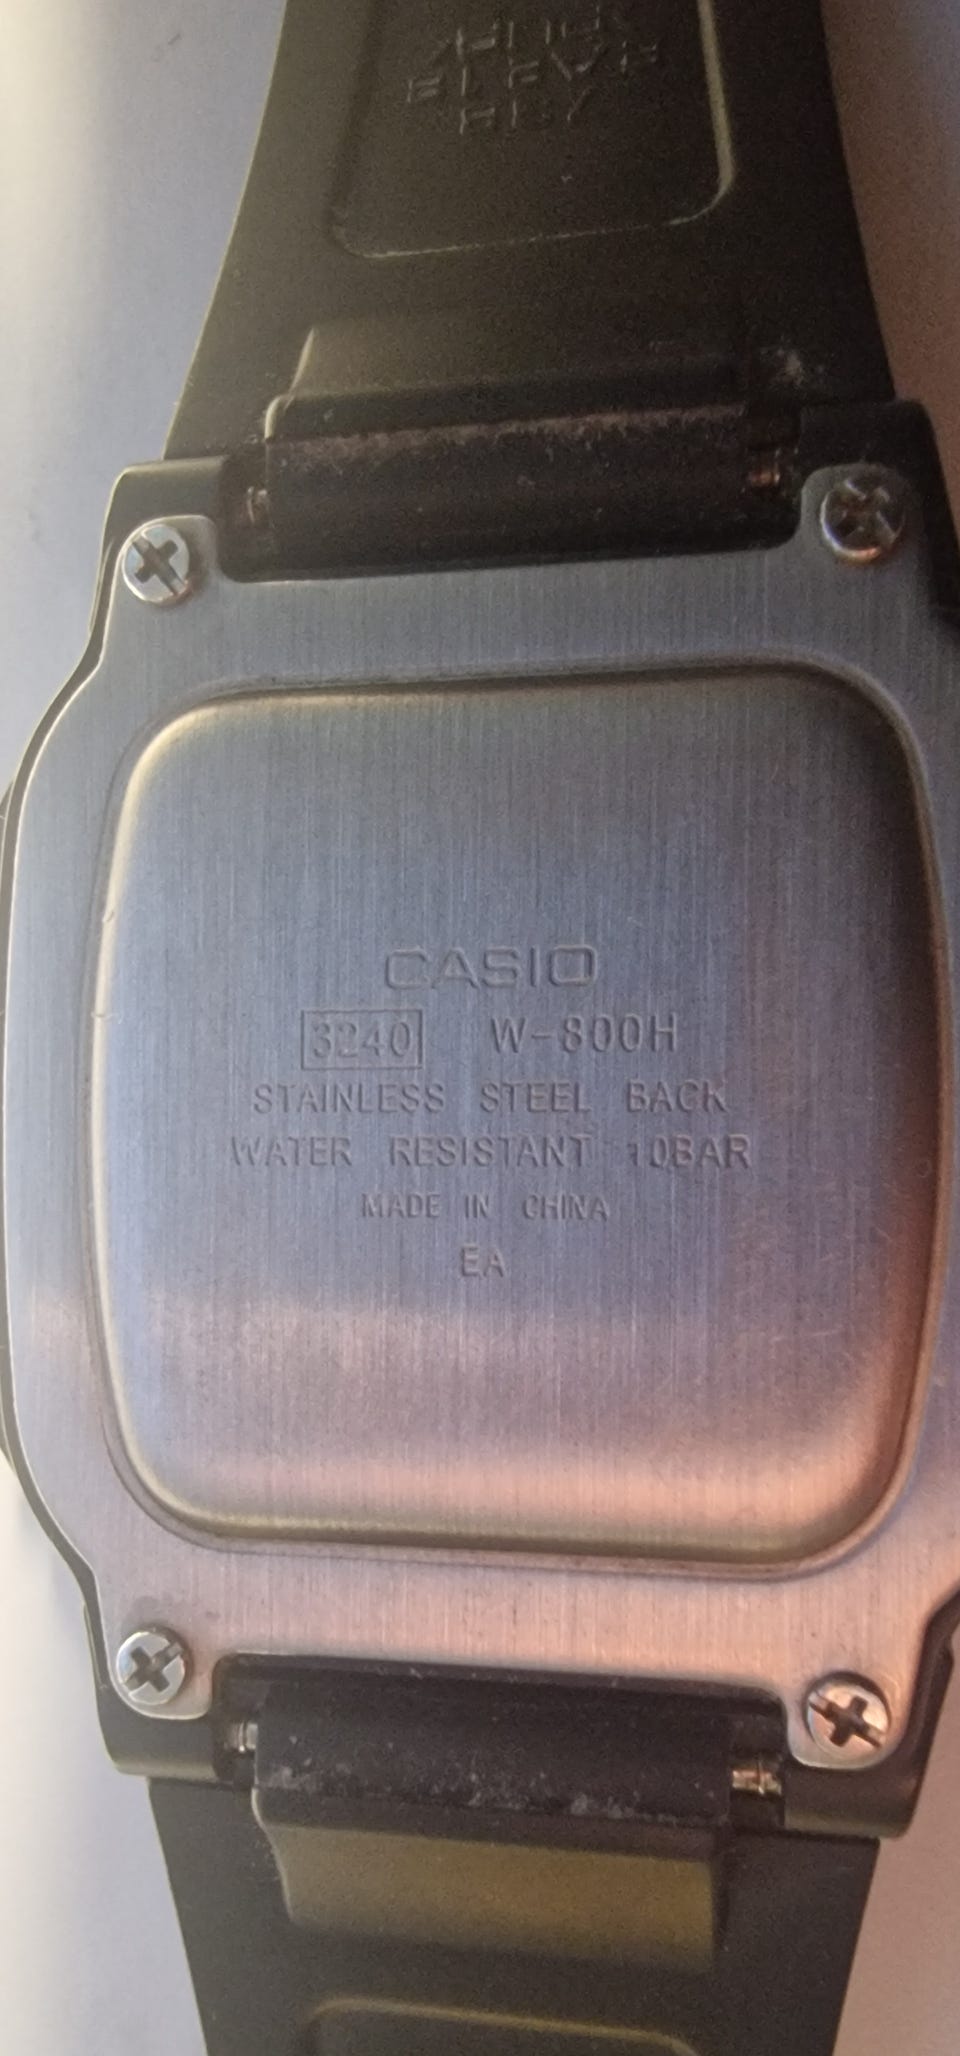 CASIO
3240 W-800H
STAINLESS STEEL BACK
WATER RESISTANT 10BAR
MADE IN CHINA
EA